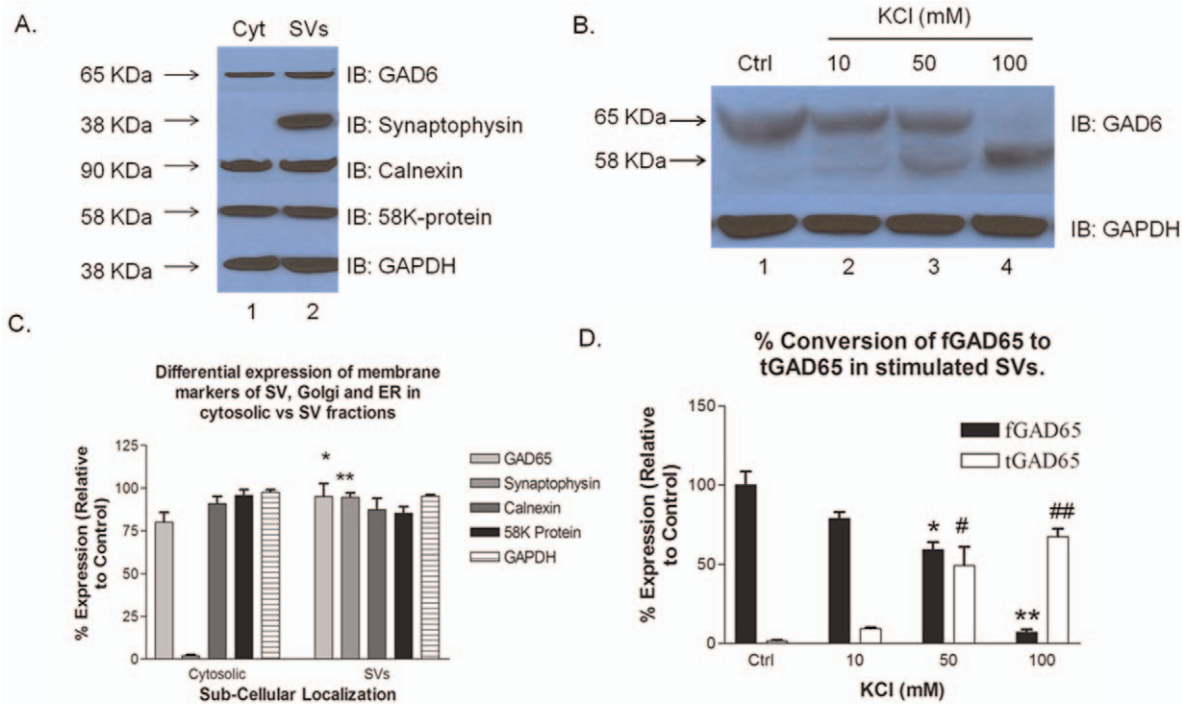 A.
Cyt SVs
65 KDa IB: GAD6
38 KDa IB: Synaptophysin
90 KDa IB: Calnexin
58 KDa IB: 58K-protein
38 KDa IB: GAPDH
1 2
B.
KCl (mM)
Ctrl 10 50 100
65 KDa IB: GAD6
58 KDa
IB: GAPDH
1 2 3 4
C.
Differential expression of membrane
markers of SV, Golgi and ER in
cytosolic vs SV fractions
% Expression (Relative
to Control)
125
100
75
50
25
0
* **
GAD65
Synaptophysin
Calnexin
58K Protein
GAPDH
Cytosolic SVs
Sub-Cellular Localization
D.
% Conversion of fGAD65 to
tGAD65 in stimulated SVs.
% Expression (Relative
to Control)
150
100
50
0
fGAD65
tGAD65
* # ** ##
Ctrl 10 50 100
KCl (mM)